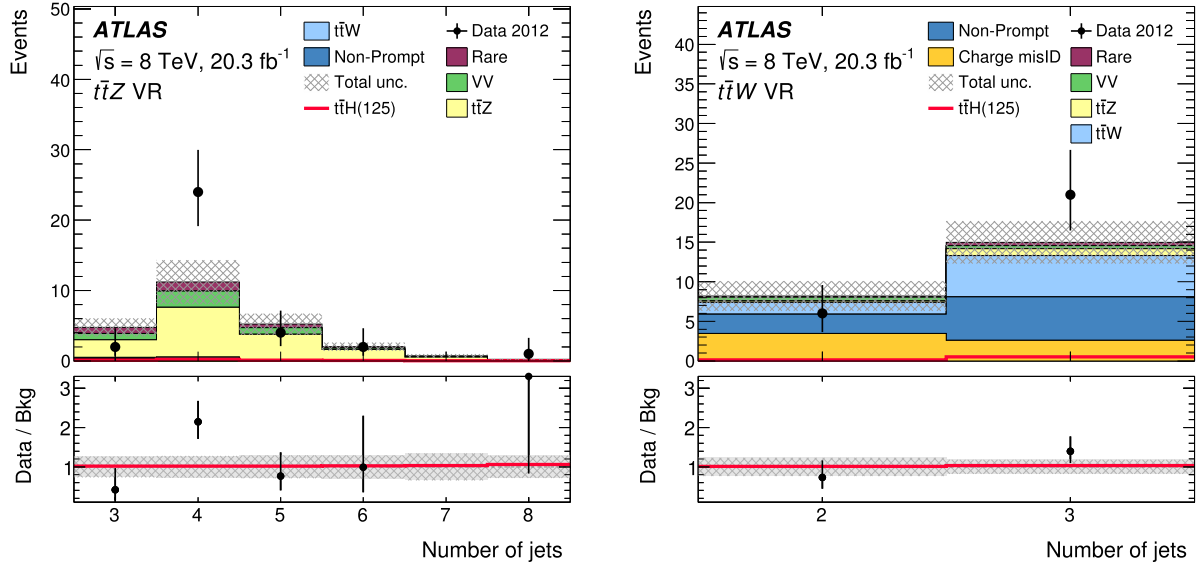 Events
50
40
30
20
10
0
ATLAS
√s = 8 TeV, 20.3 fb⁻¹
tt̄Z VR
tt̄W
Non-Prompt
Total unc.
tt̄H(125)
Data 2012
Rare
VV
tt̄Z
Data / Bkg
3
2
1
3 4 5 6 7 8
Number of jets
Events
40
35
30
25
20
15
10
5
0
ATLAS
√s = 8 TeV, 20.3 fb⁻¹
tt̄W VR
Non-Prompt
Charge misID
Total unc.
tt̄H(125)
Data 2012
Rare
VV
tt̄Z
tt̄W
Data / Bkg
3
2
1
2 3
Number of jets